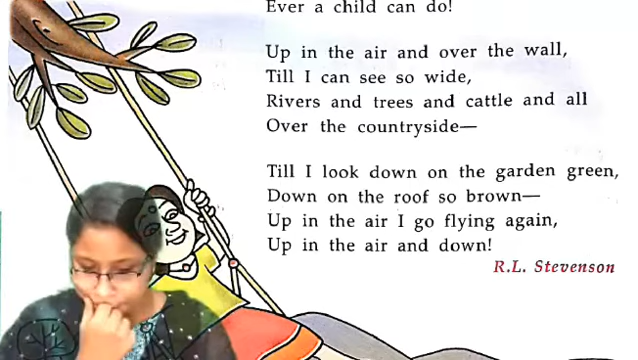 Ever a child can do!
Up in the air and over the wall,
Till I can see so wide,
Rivers and trees and cattle and all
Over the countryside—
Till I look down on the garden green,
Down on the roof so brown—
Up in the air I go flying again,
Up in the air and down!
R.L. Stevenson